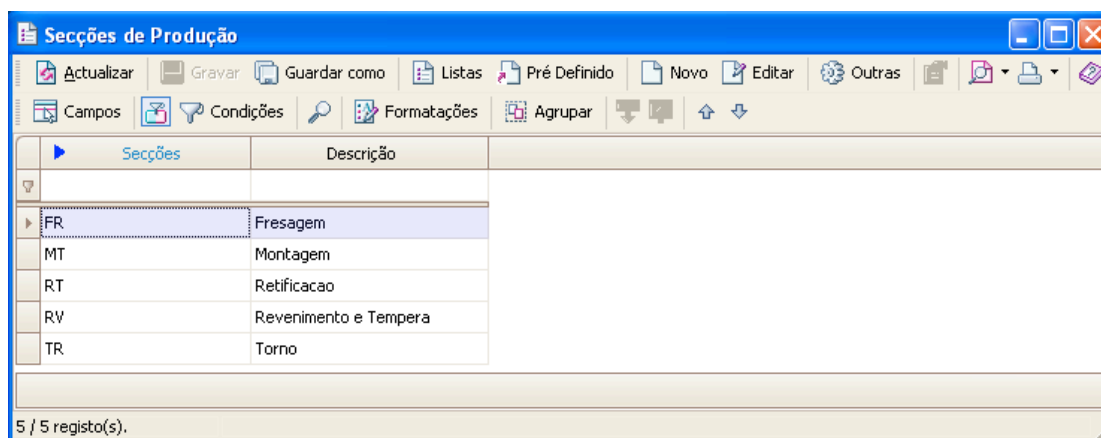 Secções de Produção
Actualizar Gravar Guardar como Listas Pré Definido Novo Editar Outras
Campos Condições Formatações Agrupar
Secções Descrição
FR Fresagem
MT Montagem
RT Retificacao
RV Revenimento e Tempera
TR Torno
5 / 5 registo(s).